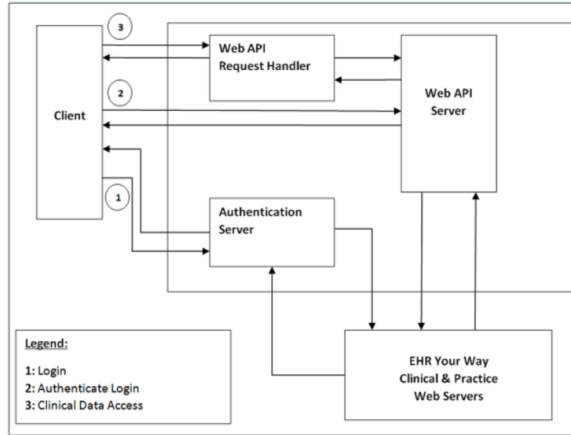 3
Web API
Request Handler
Web API
Server
Client
2
1
Authentication
Server
Legend:
1: Login
2: Authenticate Login
3: Clinical Data Access
EHR Your Way
Clinical & Practice
Web Servers